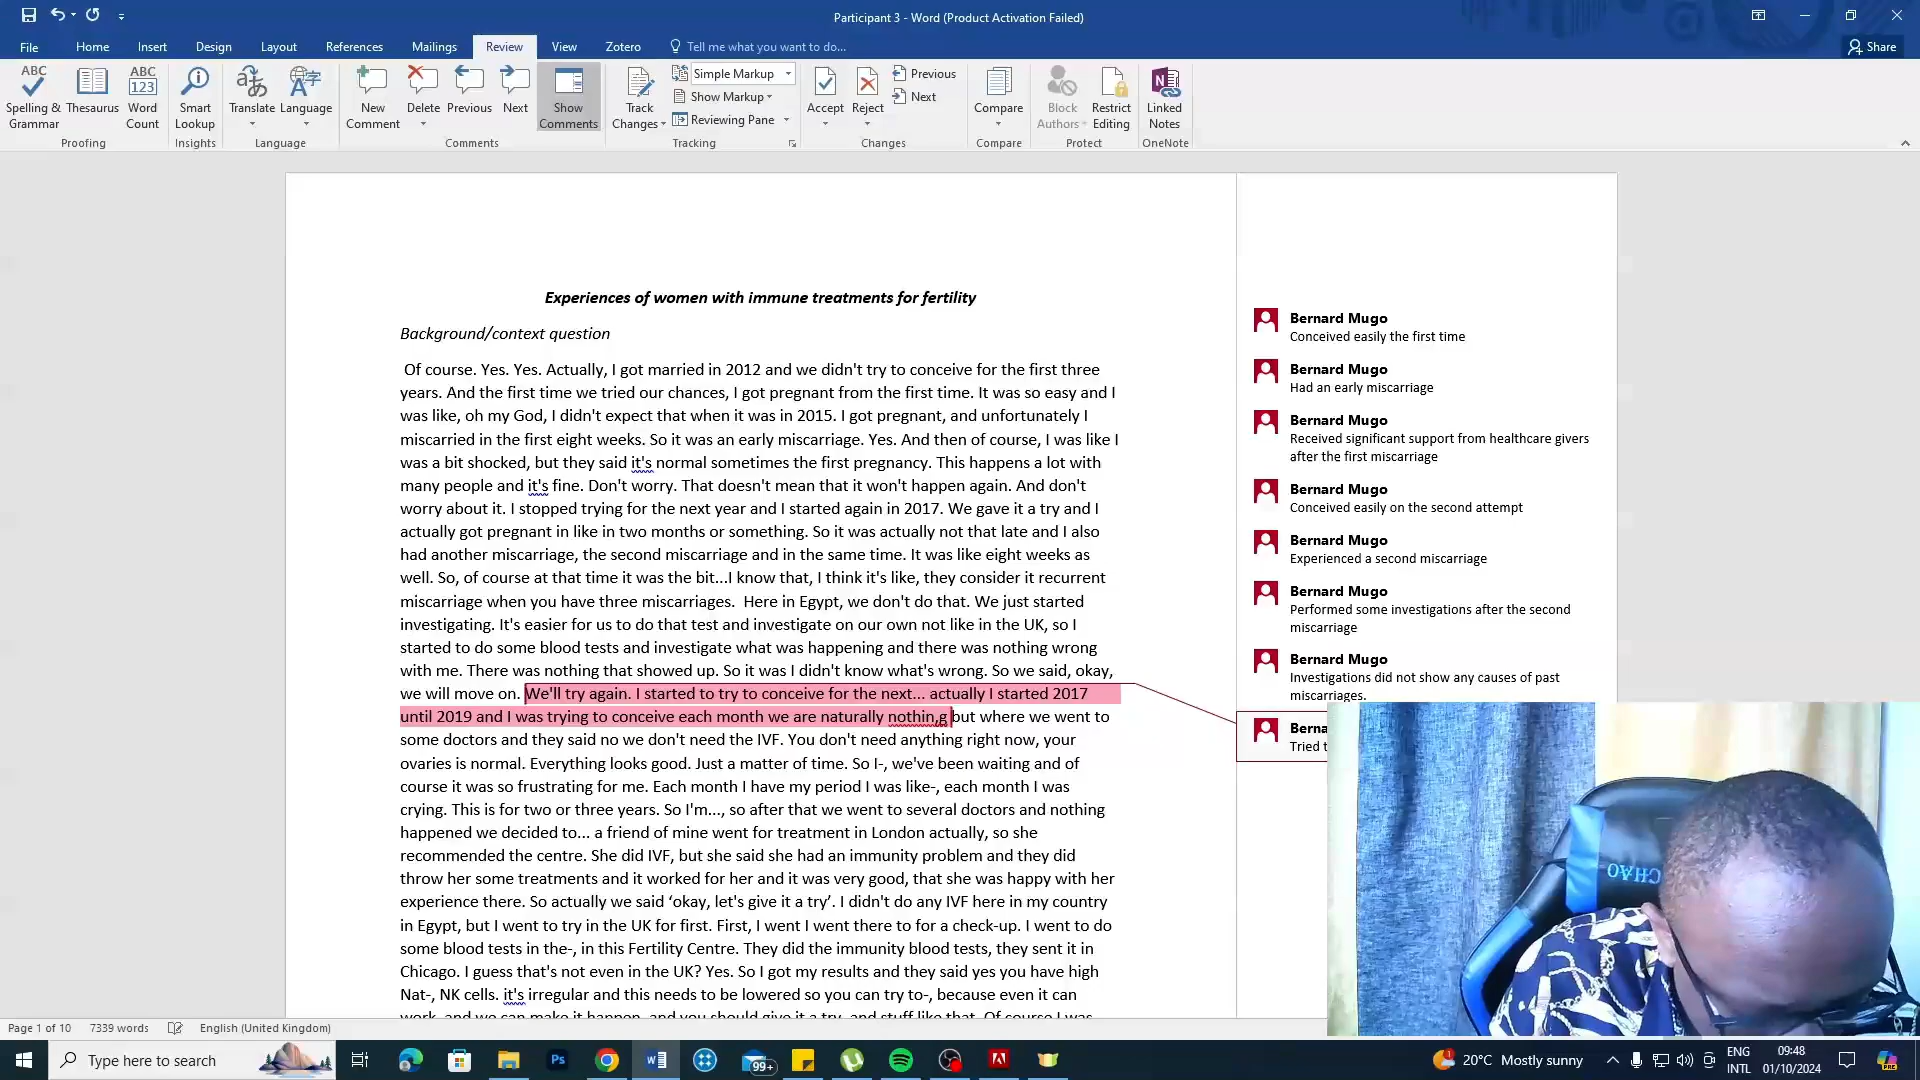 Participant 3 - Word (Product Activation Failed)
File Home Insert Design Layout References Mailings Review View Zotero Tell me what you want to do... Share
Spelling & Grammar
Thesaurus
Word Count
Proofing
Smart Lookup
Insights
Translate
Language
Language
New Comment
Delete
Previous
Next
Show Comments
Comments
Track Changes
Simple Markup
Show Markup
Reviewing Pane
Tracking
Accept
Reject
Previous
Next
Changes
Compare
Compare
Block Authors
Restrict Editing
Protect
Linked Notes
OneNote
Experiences of women with immune treatments for fertility
Background/context question
Of course. Yes. Yes. Actually, I got married in 2012 and we didn't try to conceive for the first three
years. And the first time we tried our chances, I got pregnant from the first time. It was so easy and I
was like, oh my God, I didn't expect that when it was in 2015. I got pregnant, and unfortunately I
miscarried in the first eight weeks. So it was an early miscarriage. Yes. And then of course, I was like I
was a bit shocked, but they said it's normal sometimes the first pregnancy. This happens a lot with
many people and it's fine. Don't worry. That doesn't mean that it won't happen again. And don't
worry about it. I stopped trying for the next year and I started again in 2017. We gave it a try and I
actually got pregnant in like in two months or something. So it was actually not that late and I also
had another miscarriage, the second miscarriage and in the same time. It was like eight weeks as
well. So, of course at that time it was the bit...I know that, I think it's like, they consider it recurrent
miscarriage when you have three miscarriages.  Here in Egypt, we don't do that. We just started
investigating. It's easier for us to do that test and investigate on our own not like in the UK, so I
started to do some blood tests and investigate what was happening and there was nothing wrong
with me. There was nothing that showed up. So it was I didn't know what's wrong. So we said, okay,
we will move on. We'll try again. I started to try to conceive for the next... actually I started 2017
until 2019 and I was trying to conceive each month we are naturally nothin,g but where we went to
some doctors and they said no we don't need the IVF. You don't need anything right now, your
ovaries is normal. Everything looks good. Just a matter of time. So I-, we've been waiting and of
course it was so frustrating for me. Each month I have my period I was like-, each month I was
crying. This is for two or three years. So I'm..., so after that we went to several doctors and nothing
happened we decided to... a friend of mine went for treatment in London actually, so she
recommended the centre. She did IVF, but she said she had an immunity problem and they did
throw her some treatments and it worked for her and it was very good, that she was happy with her
experience there. So actually we said ‘okay, let's give it a try’. I didn't do any IVF here in my country
in Egypt, but I went to try in the UK for first. First, I went I went there to for a check-up. I went to do
some blood tests in the-, in this Fertility Centre. They did the immunity blood tests, they sent it in
Chicago. I guess that's not even in the UK? Yes. So I got my results and they said yes you have high
Nat-, NK cells. it's irregular and this needs to be lowered so you can try to-, because even it can
work, and we can make it happen, and you should give it a try, and stuff like that. Of course I was
Bernard Mugo
Conceived easily the first time
Bernard Mugo
Had an early miscarriage
Bernard Mugo
Received significant support from healthcare givers
after the first miscarriage
Bernard Mugo
Conceived easily on the second attempt
Bernard Mugo
Experienced a second miscarriage
Bernard Mugo
Performed some investigations after the second
miscarriage
Bernard Mugo
Investigations did not show any causes of past
miscarriages.
Berna
Tried t
CHAO
Page 1 of 10 7339 words English (United Kingdom)
Type here to search
Ps
99+
20°C Mostly sunny
ENG
INTL
09:48
01/10/2024